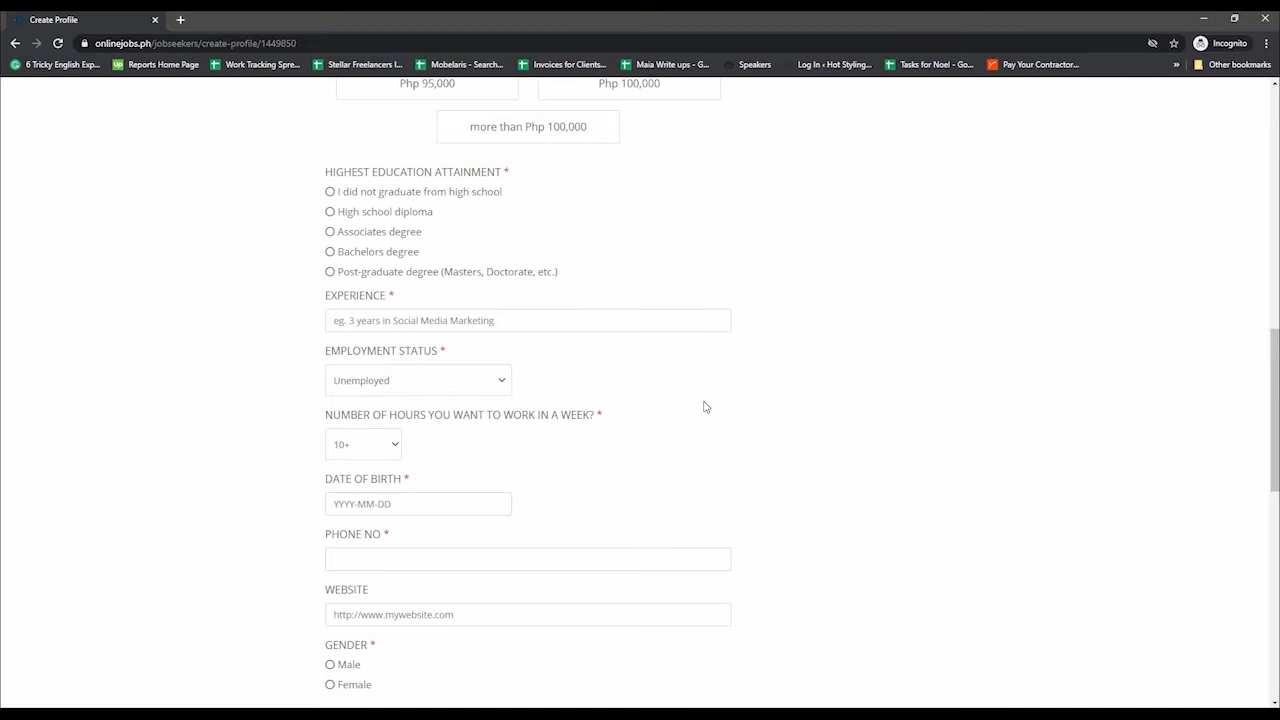 Create Profile
onlinejobs.ph/jobseekers/create-profile/1449850
Incognito
6 Tricky English Exp...
Reports Home Page
Work Tracking Spre...
Stellar Freelancers I...
Mobelaris – Search...
Invoices for Clients...
Maia Write ups – G...
Speakers
Log In ‹ Hot Styling...
Tasks for Noel – Go...
Pay Your Contractor...
»
Other bookmarks
Php 95,000
Php 100,000
more than Php 100,000
HIGHEST EDUCATION ATTAINMENT *
I did not graduate from high school
High school diploma
Associates degree
Bachelors degree
Post-graduate degree (Masters, Doctorate, etc.)
EXPERIENCE *
eg. 3 years in Social Media Marketing
EMPLOYMENT STATUS *
Unemployed
NUMBER OF HOURS YOU WANT TO WORK IN A WEEK? *
10+
DATE OF BIRTH *
YYYY-MM-DD
PHONE NO *
WEBSITE
http://www.mywebsite.com
GENDER *
Male
Female